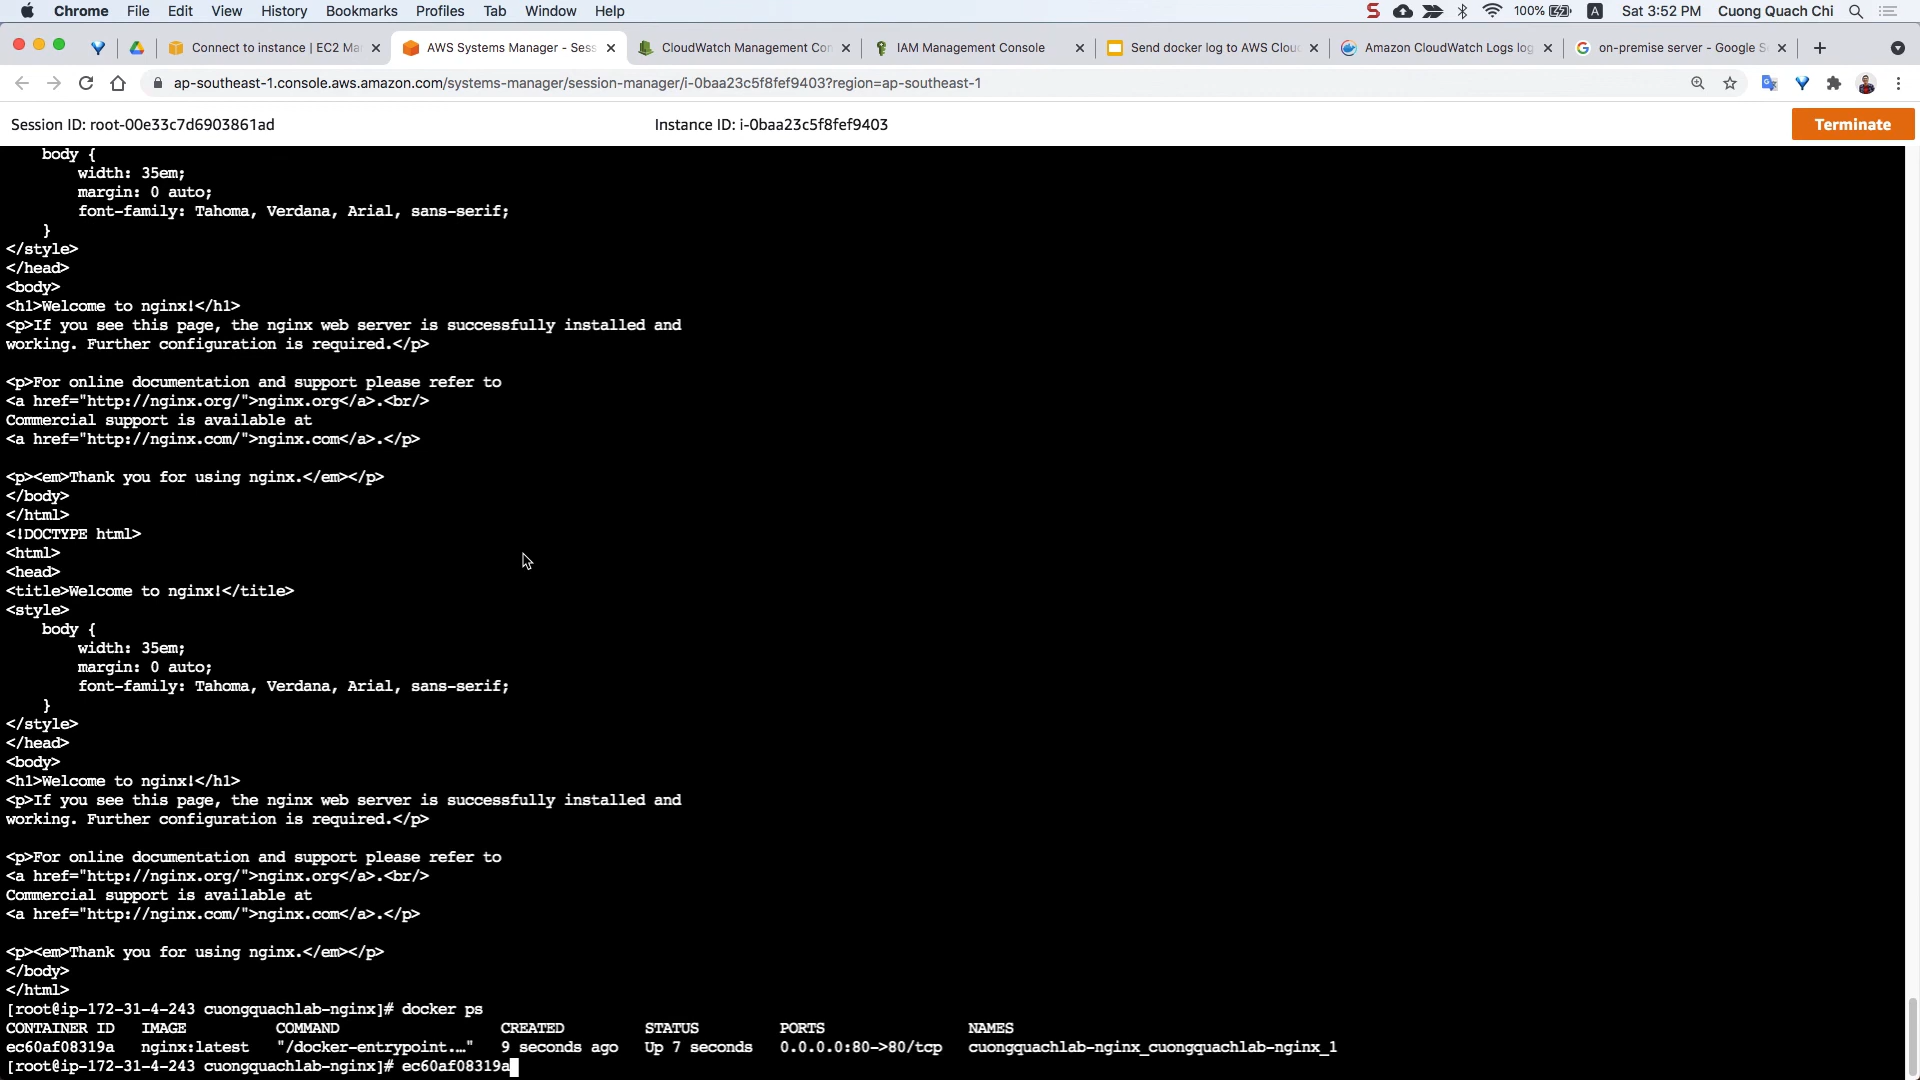 Chrome File Edit View History Bookmarks Profiles Tab Window Help 100% A Sat 3:52 PM Cuong Quach Chi
Connect to instance | EC2 Ma AWS Systems Manager - Sess CloudWatch Management Con IAM Management Console Send docker log to AWS Clou Amazon CloudWatch Logs log on-premise server - Google S
ap-southeast-1.console.aws.amazon.com/systems-manager/session-manager/i-0baa23c5f8fef9403?region=ap-southeast-1
Session ID: root-00e33c7d6903861ad Instance ID: i-0baa23c5f8fef9403 Terminate
body {
width: 35em;
margin: 0 auto;
font-family: Tahoma, Verdana, Arial, sans-serif;
}
</style>
</head>
<body>
<h1>Welcome to nginx!</h1>
<p>If you see this page, the nginx web server is successfully installed and
working. Further configuration is required.</p>
<p>For online documentation and support please refer to
<a href="http://nginx.org/">nginx.org</a>.<br/>
Commercial support is available at
<a href="http://nginx.com/">nginx.com</a>.</p>
<p><em>Thank you for using nginx.</em></p>
</body>
</html>
<!DOCTYPE html>
<html>
<head>
<title>Welcome to nginx!</title>
<style>
body {
width: 35em;
margin: 0 auto;
font-family: Tahoma, Verdana, Arial, sans-serif;
}
</style>
</head>
<body>
<h1>Welcome to nginx!</h1>
<p>If you see this page, the nginx web server is successfully installed and
working. Further configuration is required.</p>
<p>For online documentation and support please refer to
<a href="http://nginx.org/">nginx.org</a>.<br/>
Commercial support is available at
<a href="http://nginx.com/">nginx.com</a>.</p>
<p><em>Thank you for using nginx.</em></p>
</body>
</html>
[root@ip-172-31-4-243 cuongquachlab-nginx]# docker ps
CONTAINER ID IMAGE COMMAND CREATED STATUS PORTS NAMES
ec60af08319a nginx:latest "/docker-entrypoint.…" 9 seconds ago Up 7 seconds 0.0.0.0:80->80/tcp cuongquachlab-nginx_cuongquachlab-nginx_1
[root@ip-172-31-4-243 cuongquachlab-nginx]# ec60af08319a